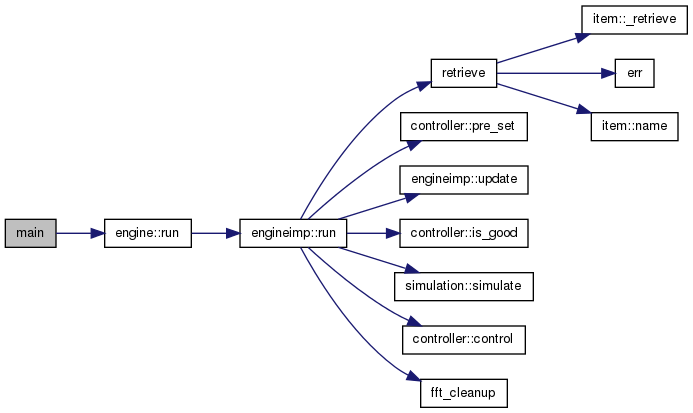 item::_retrieve
retrieve
err
controller::pre_set
item::name
engineimp::update
main
engine::run
engineimp::run
controller::is_good
simulation::simulate
controller::control
fft_cleanup